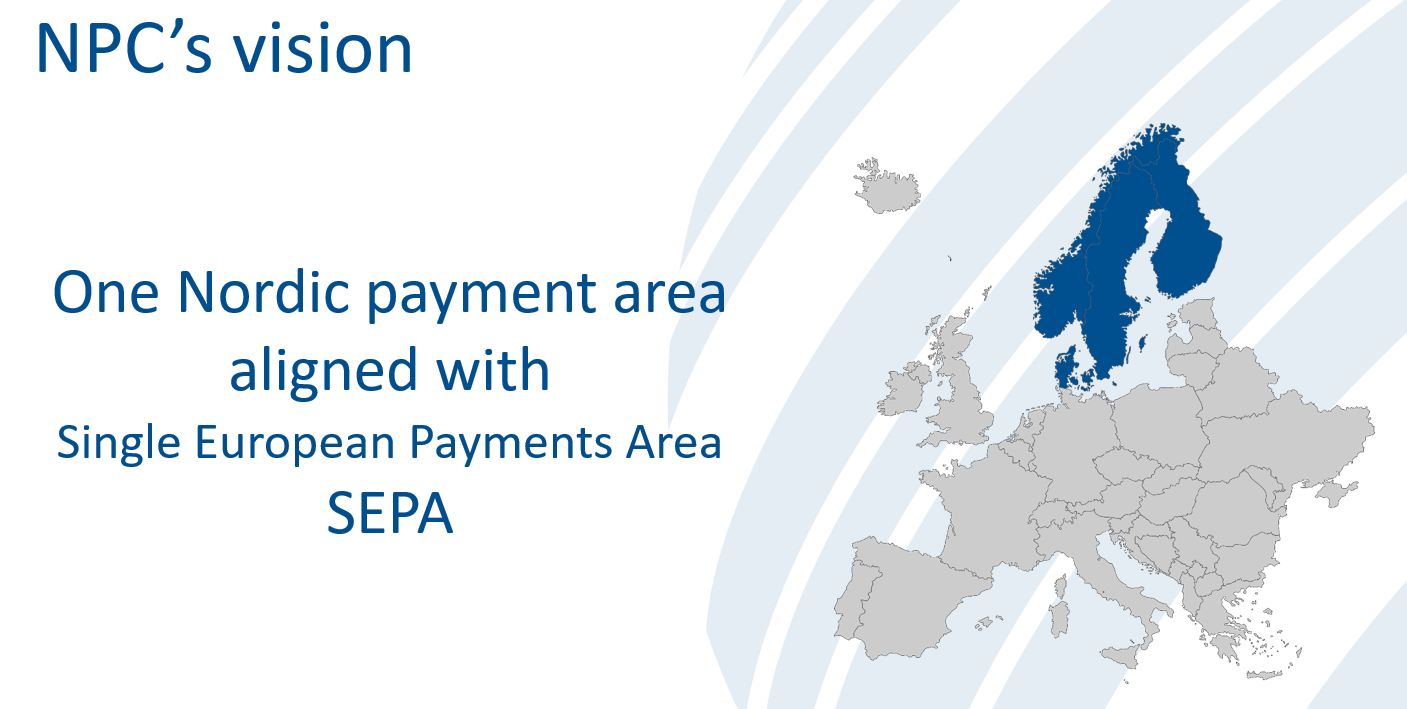 NPC’s vision
One Nordic payment area
aligned with
Single European Payments Area
SEPA